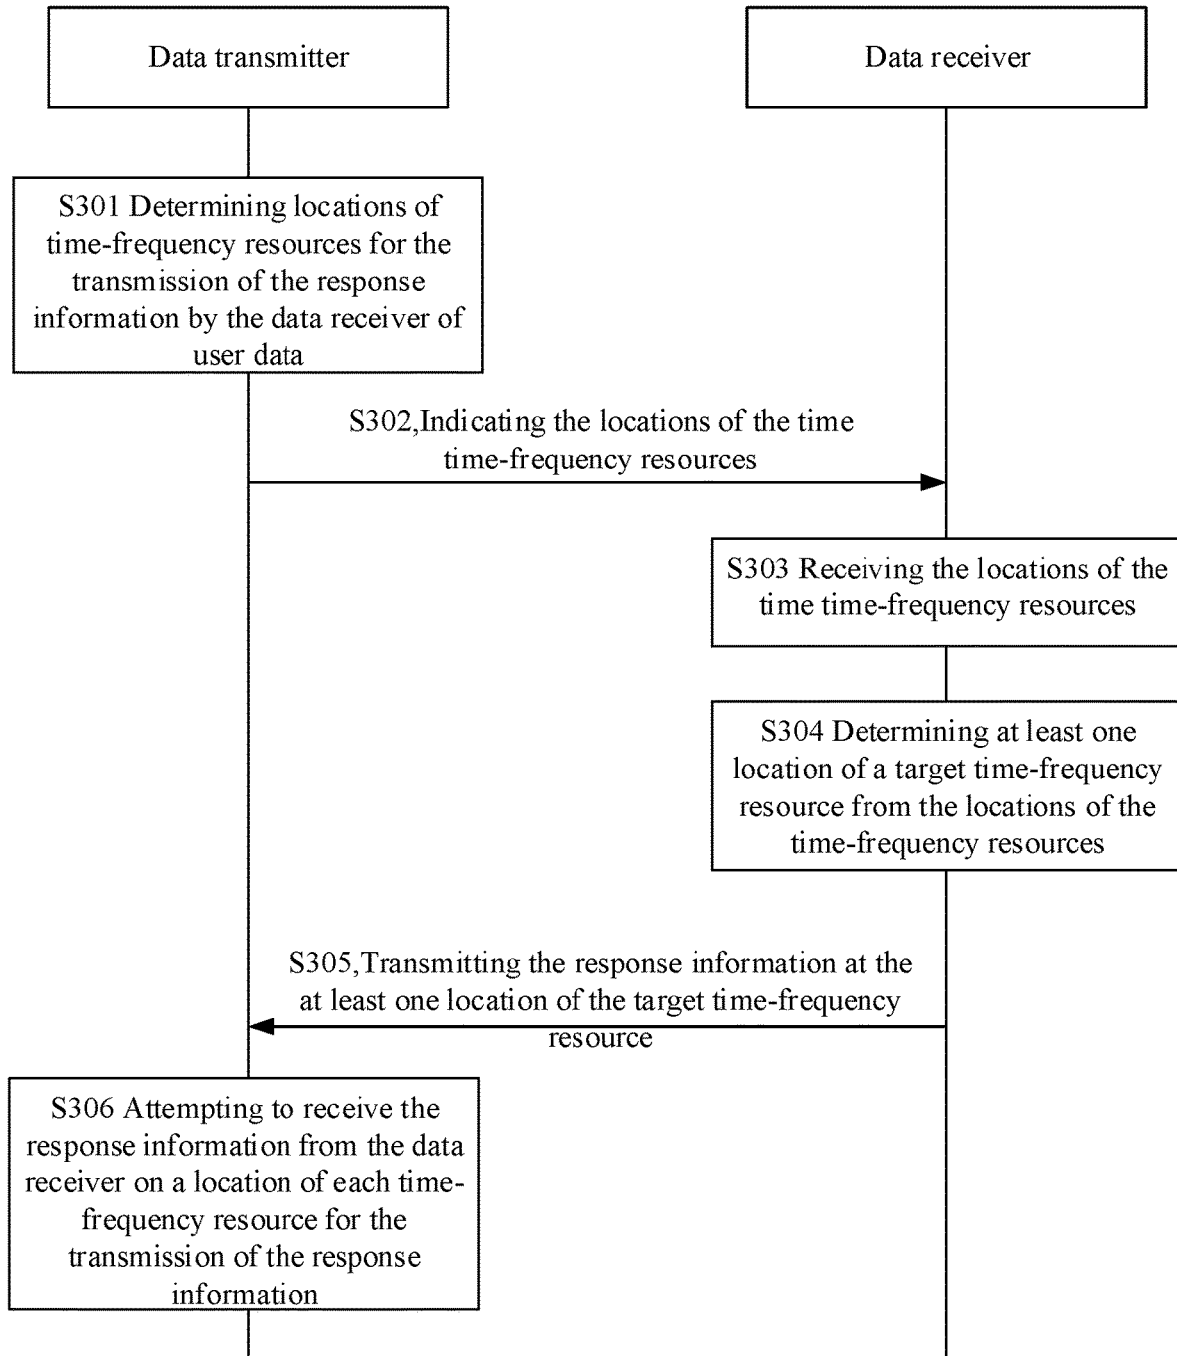 Data transmitter
Data receiver
S301 Determining locations of
time-frequency resources for the
transmission of the response
information by the data receiver of
user data
S302,Indicating the locations of the time
time-frequency resources
S303 Receiving the locations of the
time time-frequency resources
S304 Determining at least one
location of a target time-frequency
resource from the locations of the
time-frequency resources
S305,Transmitting the response information at the
at least one location of the target time-frequency
resource
S306 Attempting to receive the
response information from the data
receiver on a location of each time-
frequency resource for the
transmission of the response
information